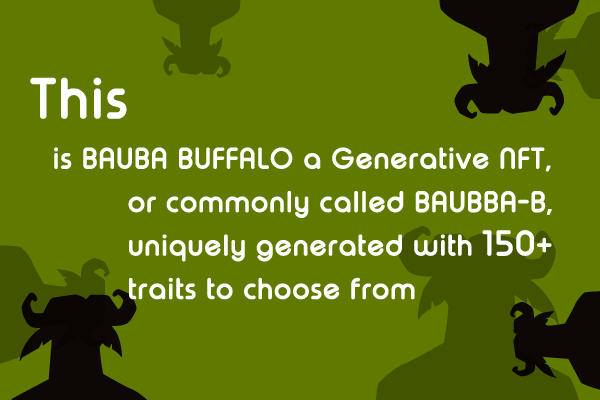 This
is BAUBA BUFFALO a Generative NFT,
or commonly called BAUBBA-B,
uniquely generated with 150+
traits to choose from